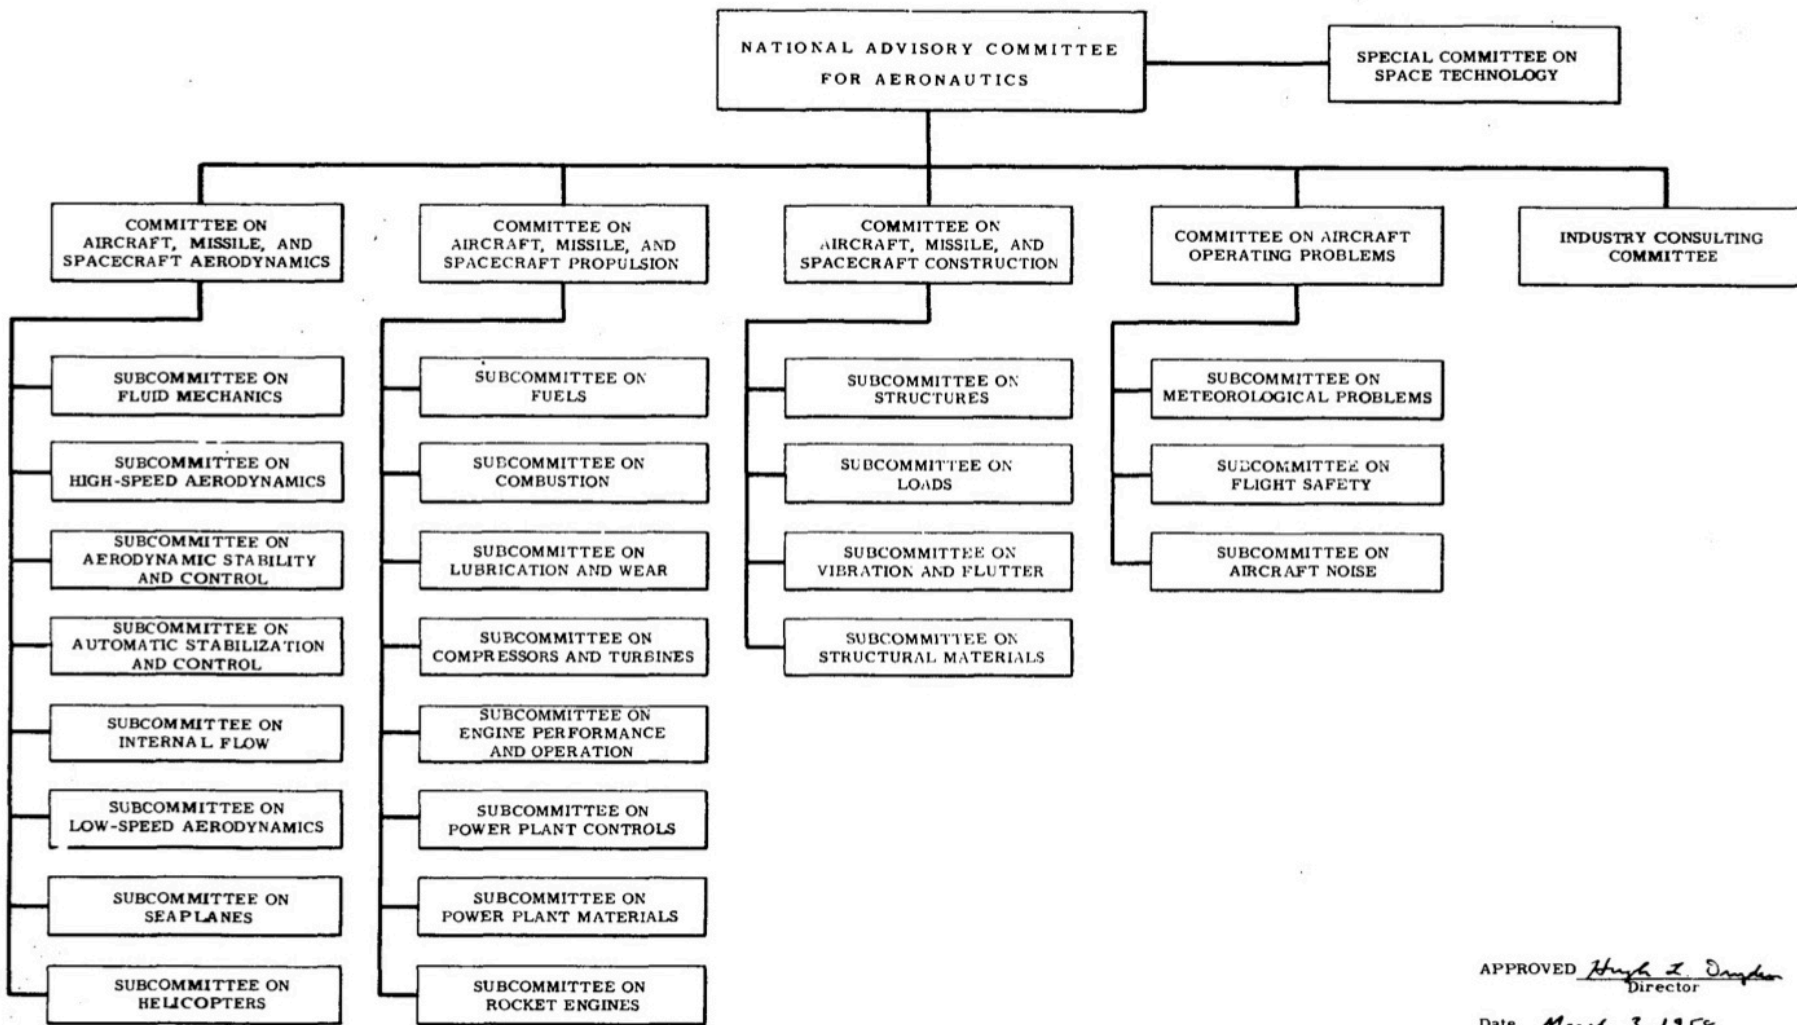 NATIONAL ADVISORY COMMITTEE
FOR AERONAUTICS
SPECIAL COMMITTEE ON
SPACE TECHNOLOGY
COMMITTEE ON
AIRCRAFT, MISSILE, AND
SPACECRAFT AERODYNAMICS
COMMITTEE ON
AIRCRAFT, MISSILE, AND
SPACECRAFT PROPULSION
COMMITTEE ON
AIRCRAFT, MISSILE, AND
SPACECRAFT CONSTRUCTION
COMMITTEE ON AIRCRAFT
OPERATING PROBLEMS
INDUSTRY CONSULTING
COMMITTEE
SUBCOMMITTEE ON
FLUID MECHANICS
SUBCOMMITTEE ON
HIGH-SPEED AERODYNAMICS
SUBCOMMITTEE ON
AERODYNAMIC STABILITY
AND CONTROL
SUBCOMMITTEE ON
AUTOMATIC STABILIZATION
AND CONTROL
SUBCOMMITTEE ON
INTERNAL FLOW
SUBCOMMITTEE ON
LOW-SPEED AERODYNAMICS
SUBCOMMITTEE ON
SEAPLANES
SUBCOMMITTEE ON
HELICOPTERS
SUBCOMMITTEE ON
FUELS
SUBCOMMITTEE ON
COMBUSTION
SUBCOMMITTEE ON
LUBRICATION AND WEAR
SUBCOMMITTEE ON
COMPRESSORS AND TURBINES
SUBCOMMITTEE ON
ENGINE PERFORMANCE
AND OPERATION
SUBCOMMITTEE ON
POWER PLANT CONTROLS
SUBCOMMITTEE ON
POWER PLANT MATERIALS
SUBCOMMITTEE ON
ROCKET ENGINES
SUBCOMMITTEE ON
STRUCTURES
SUBCOMMITTEE ON
LOADS
SUBCOMMITTEE ON
VIBRATION AND FLUTTER
SUBCOMMITTEE ON
STRUCTURAL MATERIALS
SUBCOMMITTEE ON
METEOROLOGICAL PROBLEMS
SUBCOMMITTEE ON
FLIGHT SAFETY
SUBCOMMITTEE ON
AIRCRAFT NOISE
APPROVED Hugh L. Dryden
Director
Date March 3, 1958